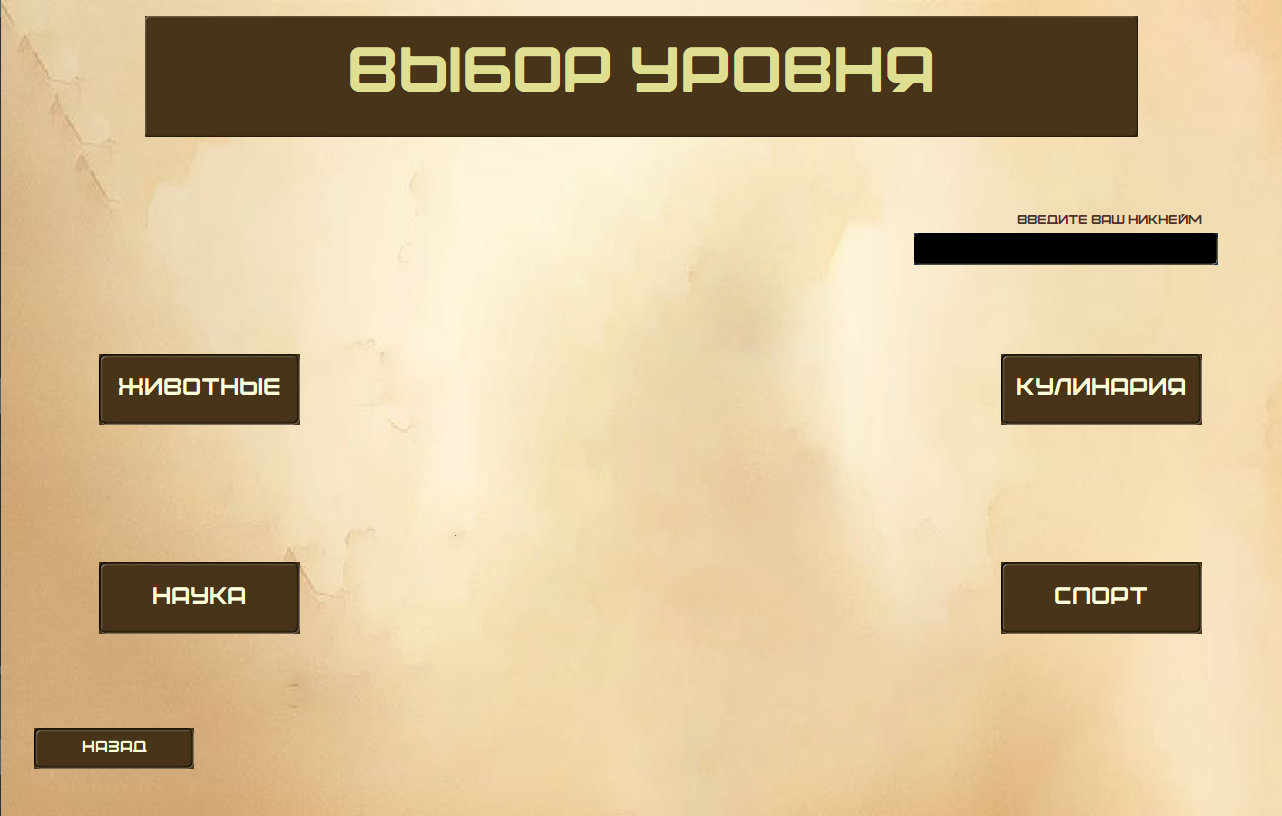 ВЫБОР УРОВНЯ
ВВЕДИТЕ ВАШ НИКНЕЙМ
ЖИВОТНЫЕ
КУЛИНАРИЯ
НАУКА
СПОРТ
НАЗАД